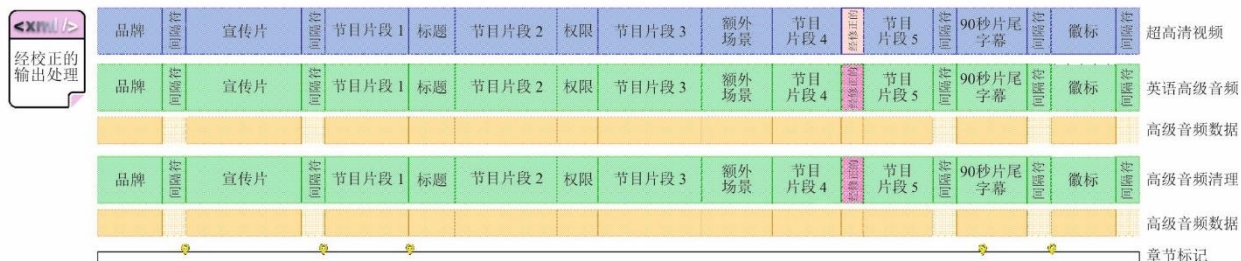 <xml/>
经校正的
输出处理
品牌 间隔符 宣传片 间隔符 节目片段 1 标题 节目片段 2 权限 节目片段 3 额外场景 节目片段 4 经修正的 节目片段 5 间隔符 90秒片尾字幕 间隔符 徽标 间隔符 超高清视频
品牌 间隔符 宣传片 间隔符 节目片段 1 标题 节目片段 2 权限 节目片段 3 额外场景 节目片段 4 经修正的 节目片段 5 间隔符 90秒片尾字幕 间隔符 徽标 间隔符 英语高级音频
高级音频数据
品牌 间隔符 宣传片 间隔符 节目片段 1 标题 节目片段 2 权限 节目片段 3 额外场景 节目片段 4 经修正的 节目片段 5 间隔符 90秒片尾字幕 间隔符 徽标 间隔符 高级音频清理
高级音频数据
章节标记